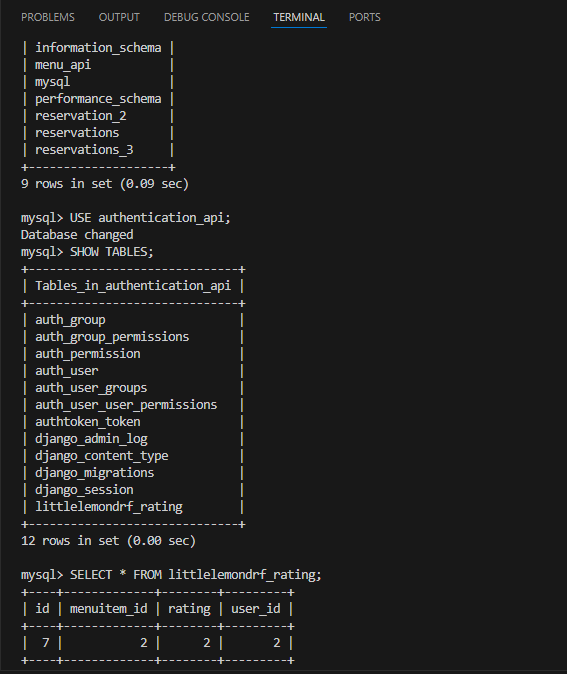 PROBLEMS OUTPUT DEBUG CONSOLE TERMINAL PORTS
| information_schema |
| menu_api           |
| mysql              |
| performance_schema |
| reservation_2      |
| reservations       |
| reservations_3     |
+--------------------+
9 rows in set (0.09 sec)

mysql> USE authentication_api;
Database changed
mysql> SHOW TABLES;
+------------------------------+
| Tables_in_authentication_api |
+------------------------------+
| auth_group                   |
| auth_group_permissions       |
| auth_permission              |
| auth_user                    |
| auth_user_groups             |
| auth_user_user_permissions   |
| authtoken_token              |
| django_admin_log             |
| django_content_type          |
| django_migrations            |
| django_session               |
| littlelemondrf_rating        |
+------------------------------+
12 rows in set (0.00 sec)

mysql> SELECT * FROM littlelemondrf_rating;
+----+-------------+--------+---------+
| id | menuitem_id | rating | user_id |
+----+-------------+--------+---------+
|  7 |           2 |      2 |       2 |
+----+-------------+--------+---------+